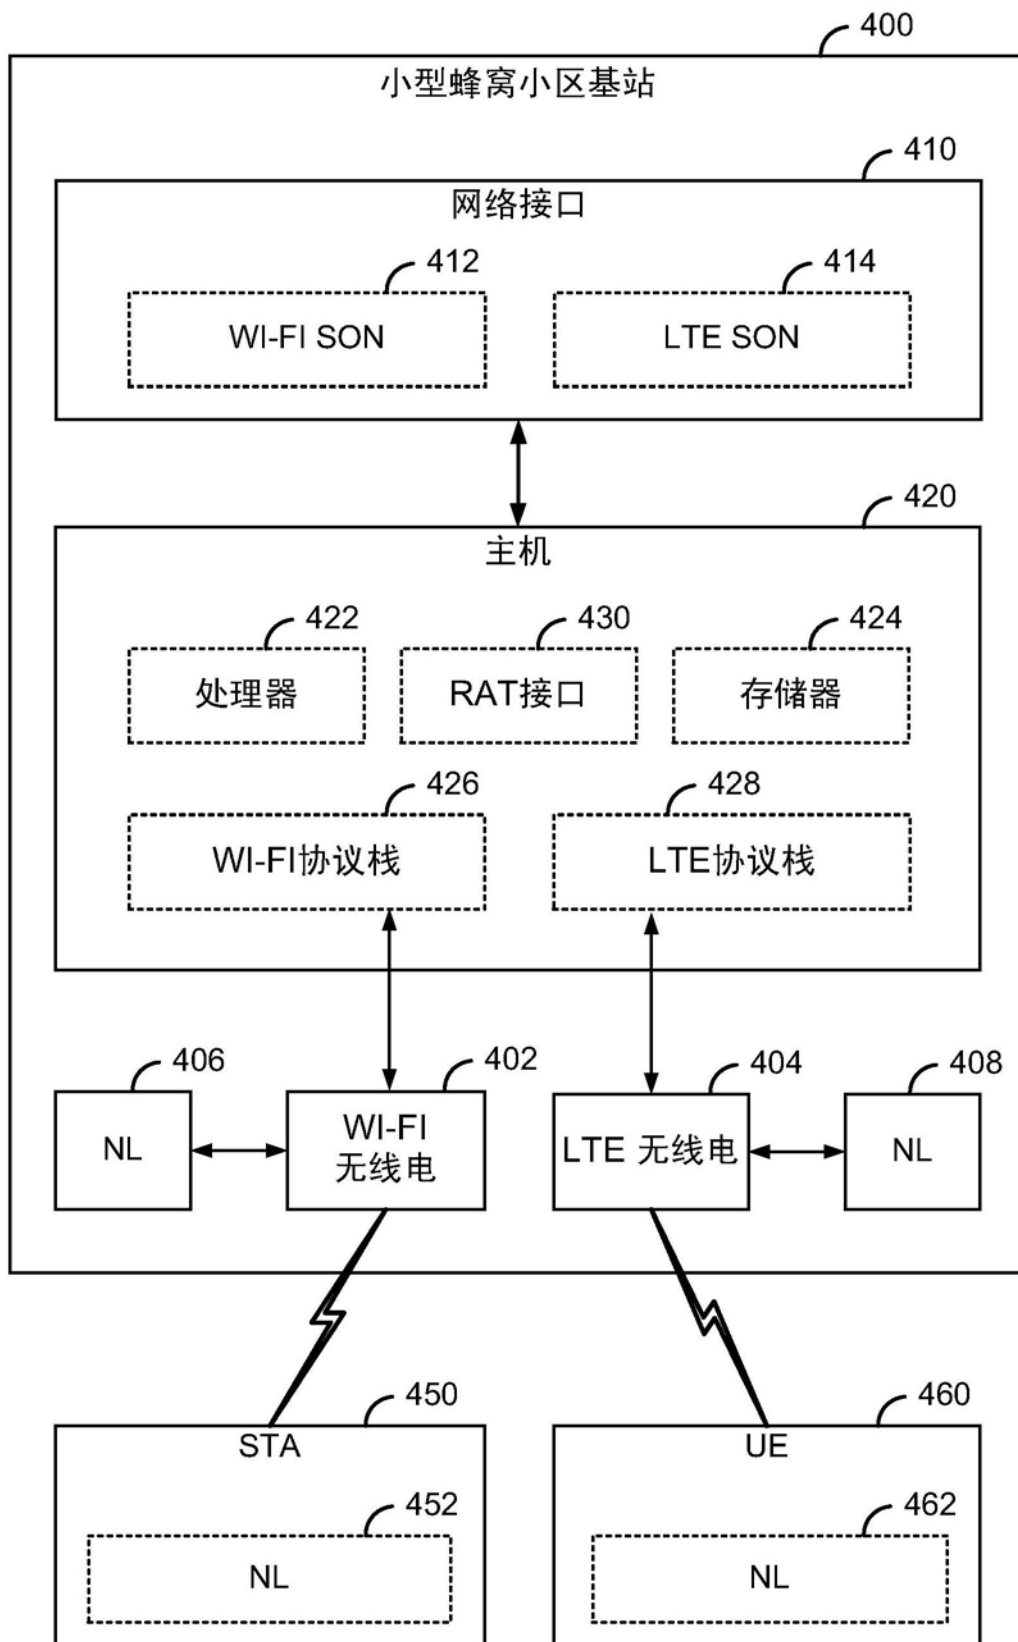 400
小型蜂窝小区基站
410
网络接口
412
414
WI-FI SON
LTE SON
420
主机
422
430
424
处理器
RAT接口
存储器
426
428
WI-FI协议栈
LTE协议栈
406
402
404
408
NL
WI-FI
无线电
LTE 无线电
NL
450
460
STA
UE
452
462
NL
NL